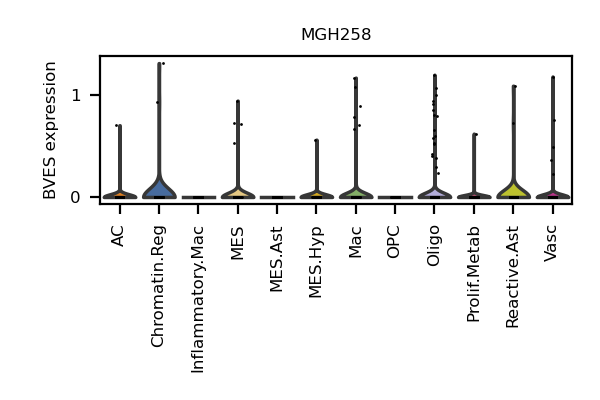 MGH258
BVES expression
1
0
AC
Chromatin.Reg
Inflammatory.Mac
MES
MES.Ast
MES.Hyp
Mac
OPC
Oligo
Prolif.Metab
Reactive.Ast
Vasc